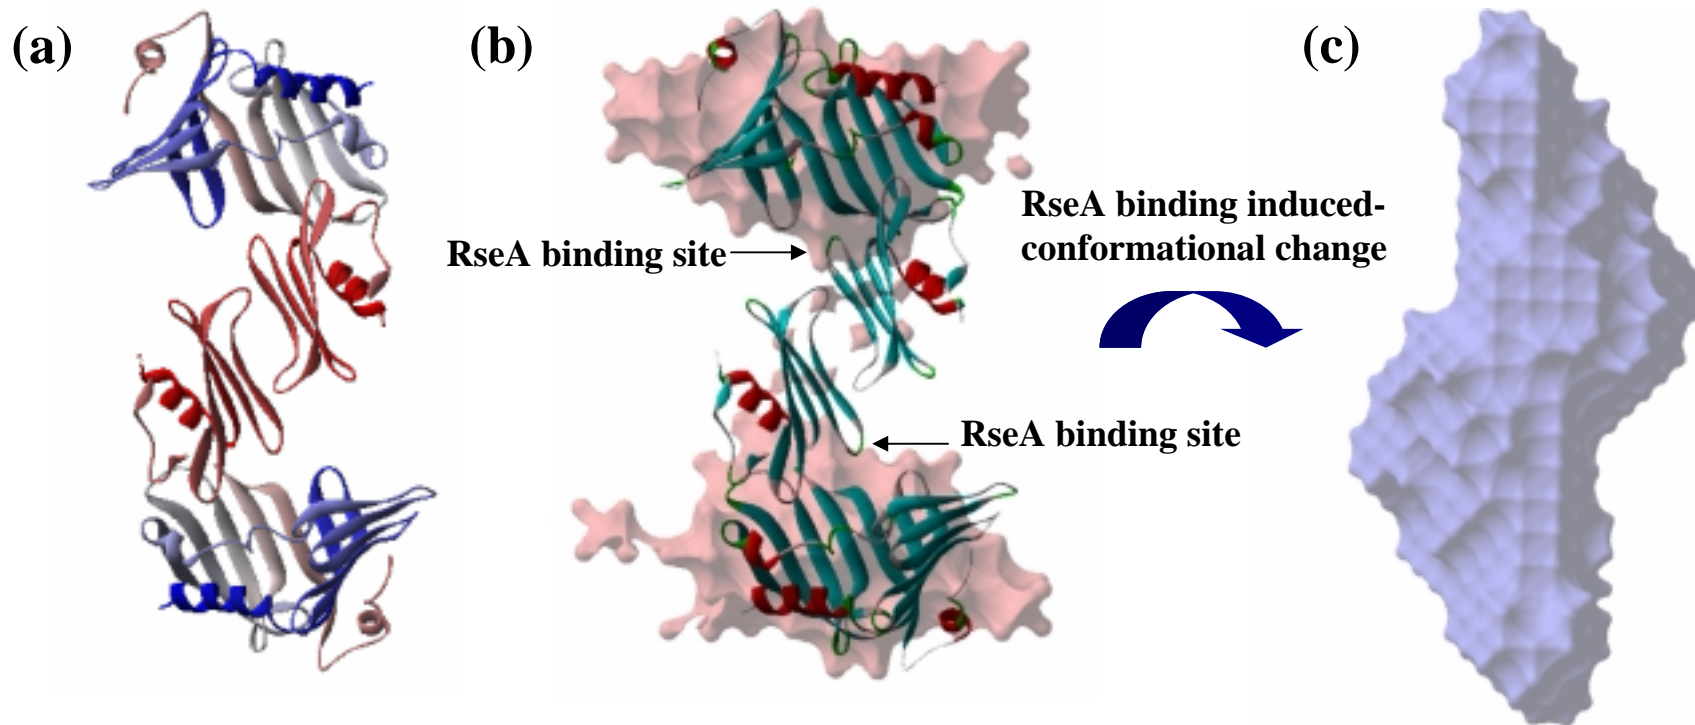 (a)
(b)
(c)
RseA binding site
RseA binding induced-
conformational change
RseA binding site